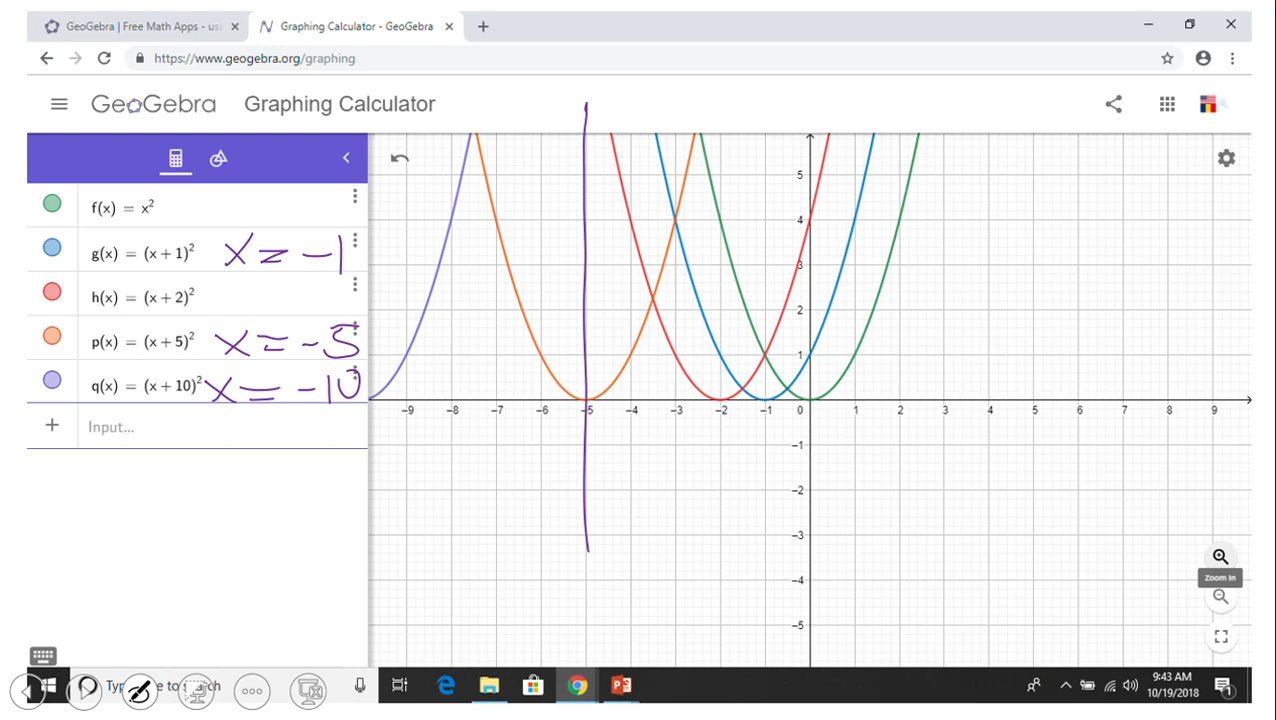 GeoGebra | Free Math Apps - us
Graphing Calculator - GeoGebra
https://www.geogebra.org/graphing
GeoGebra Graphing Calculator
f(x) = x²
g(x) = (x + 1)² x = -1
h(x) = (x + 2)²
p(x) = (x + 5)² x = -5
q(x) = (x + 10)² x = -10
Input...
5
4
3
2
1
-9 -8 -7 -6 -5 -4 -3 -2 -1 0 1 2 3 4 5 6 7 8 9
-1
-2
-3
-4
-5
Zoom In
9:43 AM
10/19/2018
1